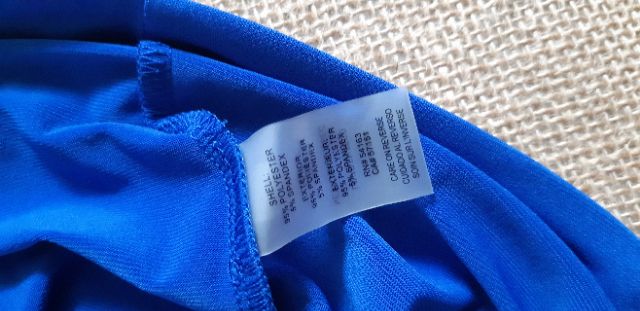 SHELL:
95% POLYESTER
5% SPANDEX
EXTERIOR:
95% POLYESTER
5% SPANDEX
EXTERIEUR:
95% POLYESTER
5% SPANDEX
RN# 54163
CA# 57151
CARE ON REVERSE
CUIDADO AL REVERSO
SOIN SUR L'INVERSE